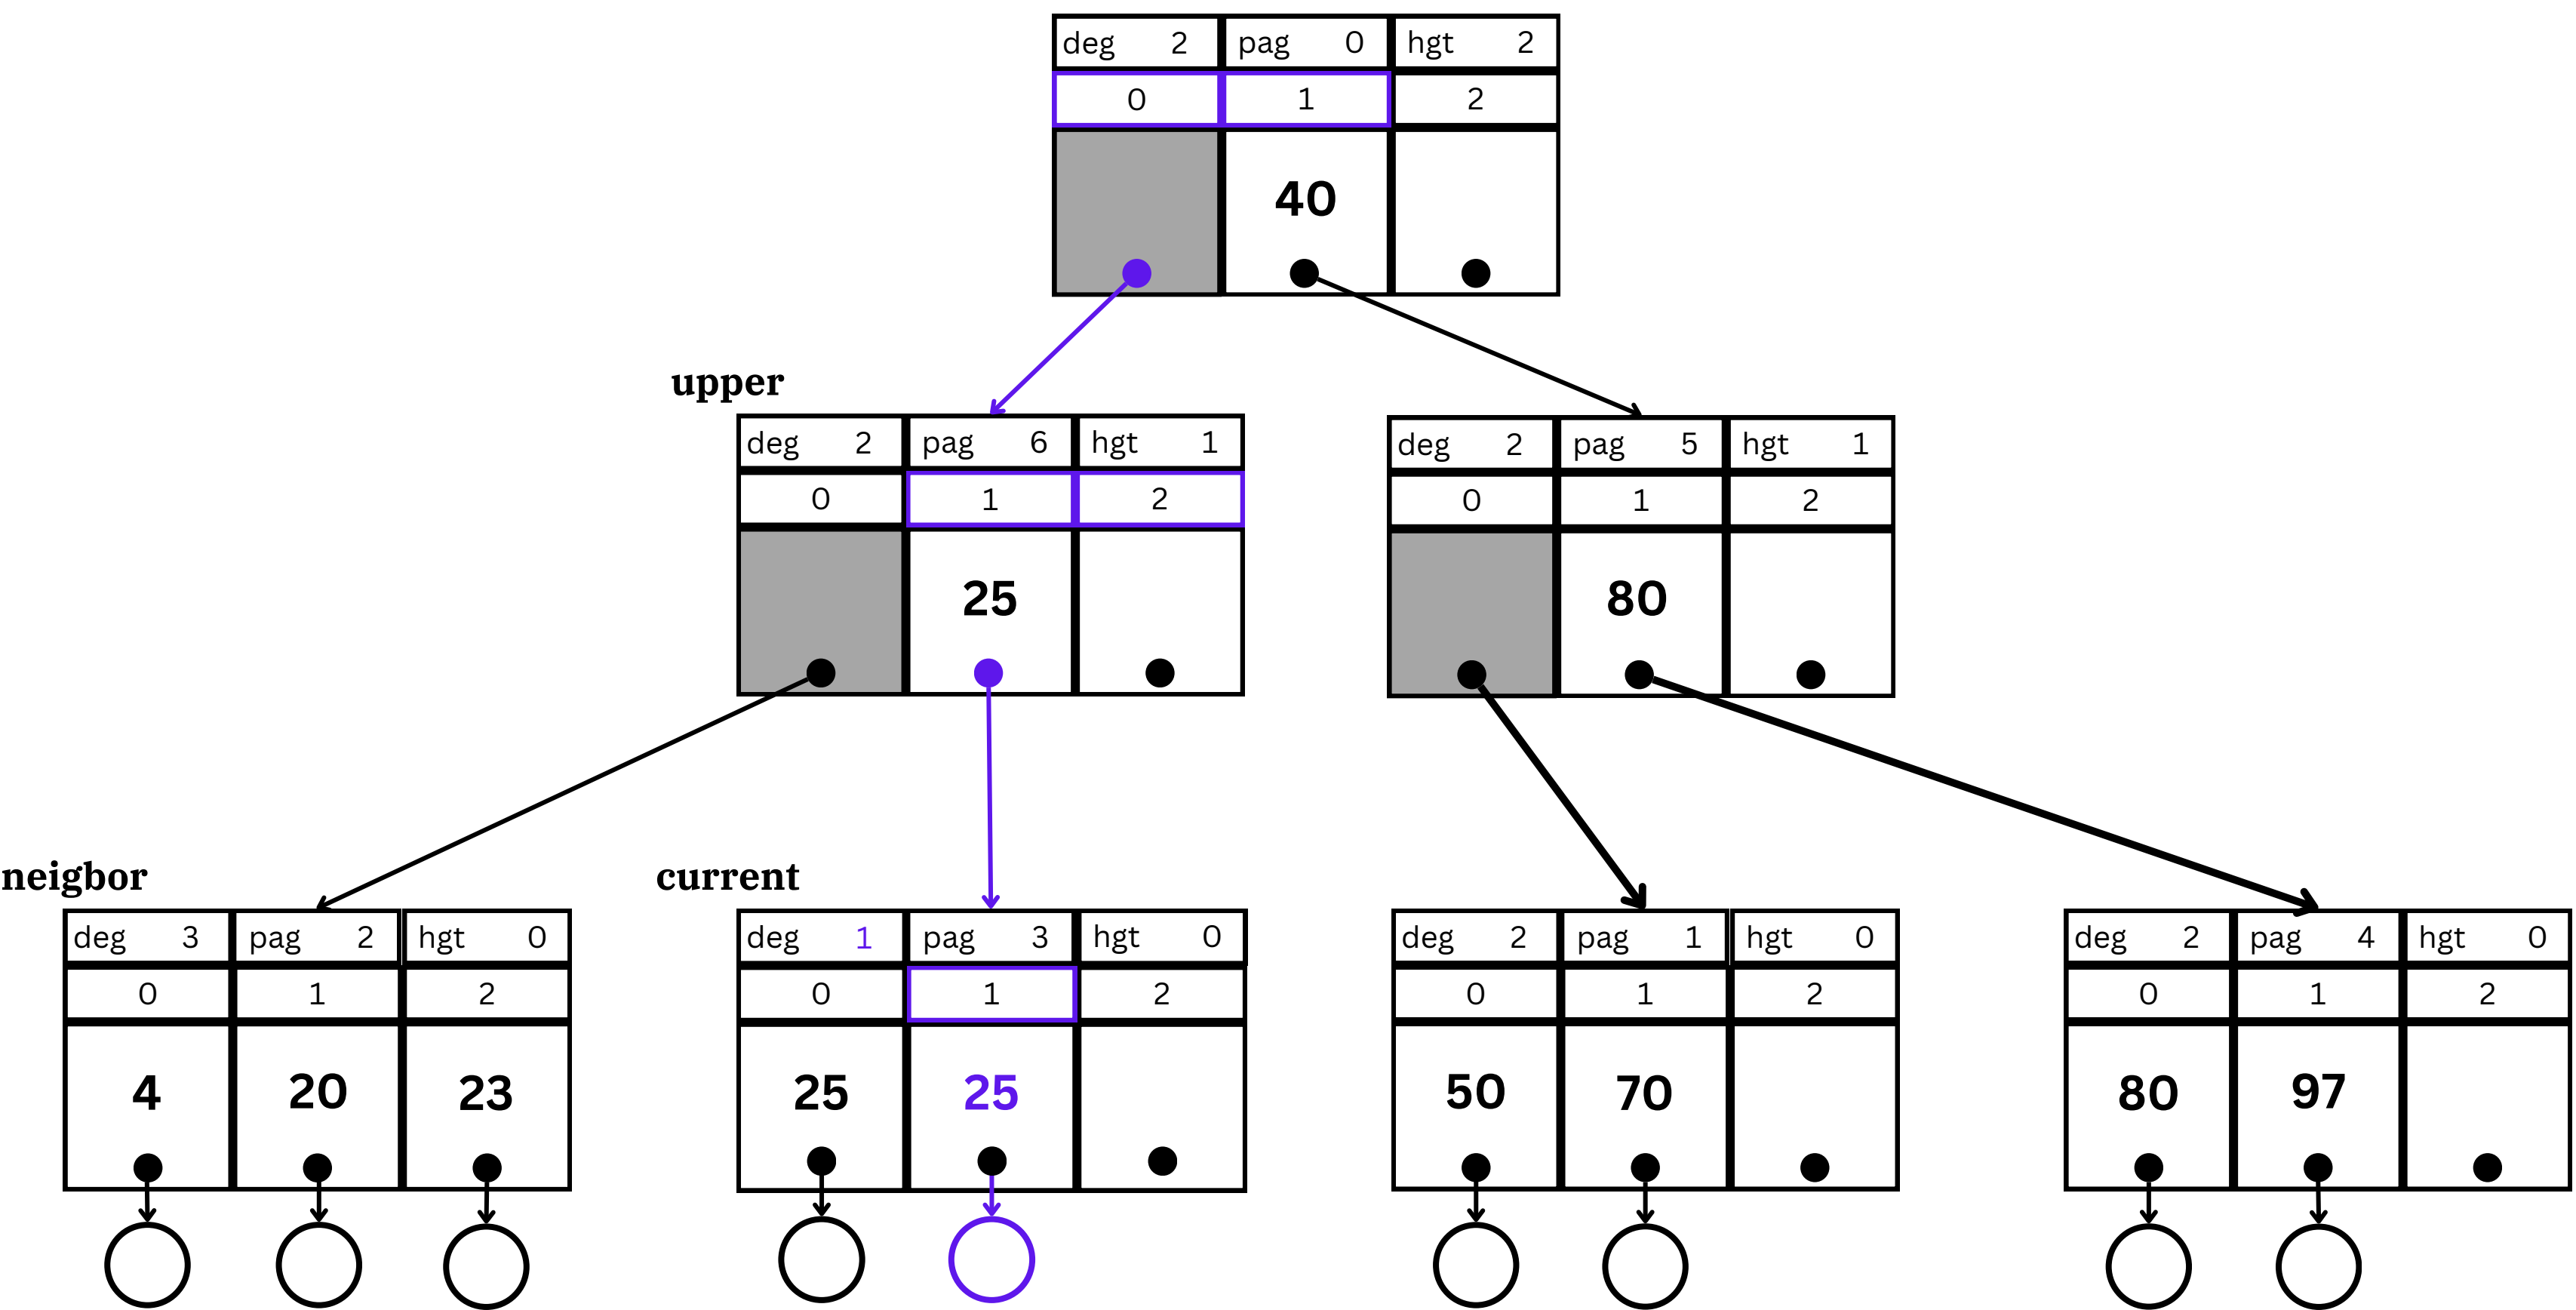 deg 2 pag 0 hgt 2
0 1 2
40
upper
deg 2 pag 6 hgt 1
0 1 2
25
deg 2 pag 5 hgt 1
0 1 2
80
neigbor
deg 3 pag 2 hgt 0
0 1 2
4 20 23
current
deg 1 pag 3 hgt 0
0 1 2
25 25
deg 2 pag 1 hgt 0
0 1 2
50 70
deg 2 pag 4 hgt 0
0 1 2
80 97